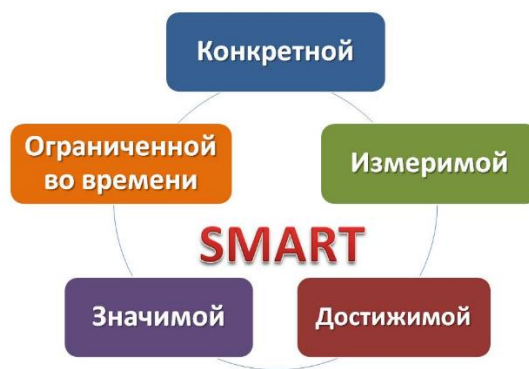 Конкретной
Ограниченной
во времени
Измеримой
SMART
Значимой
Достижимой